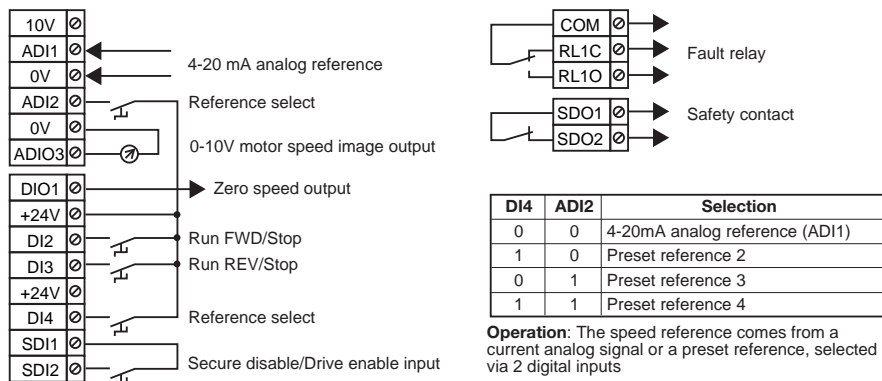 10V
ADI1
0V
4-20 mA analog reference
ADI2
Reference select
0V
ADIO3
0-10V motor speed image output
DIO1
Zero speed output
+24V
DI2
Run FWD/Stop
DI3
Run REV/Stop
+24V
DI4
Reference select
SDI1
SDI2
Secure disable/Drive enable input
COM
RL1C
Fault relay
RL1O
SDO1
Safety contact
SDO2
DI4 ADI2 Selection
0 0 4-20mA analog reference (ADI1)
1 0 Preset reference 2
0 1 Preset reference 3
1 1 Preset reference 4
Operation: The speed reference comes from a
current analog signal or a preset reference, selected
via 2 digital inputs